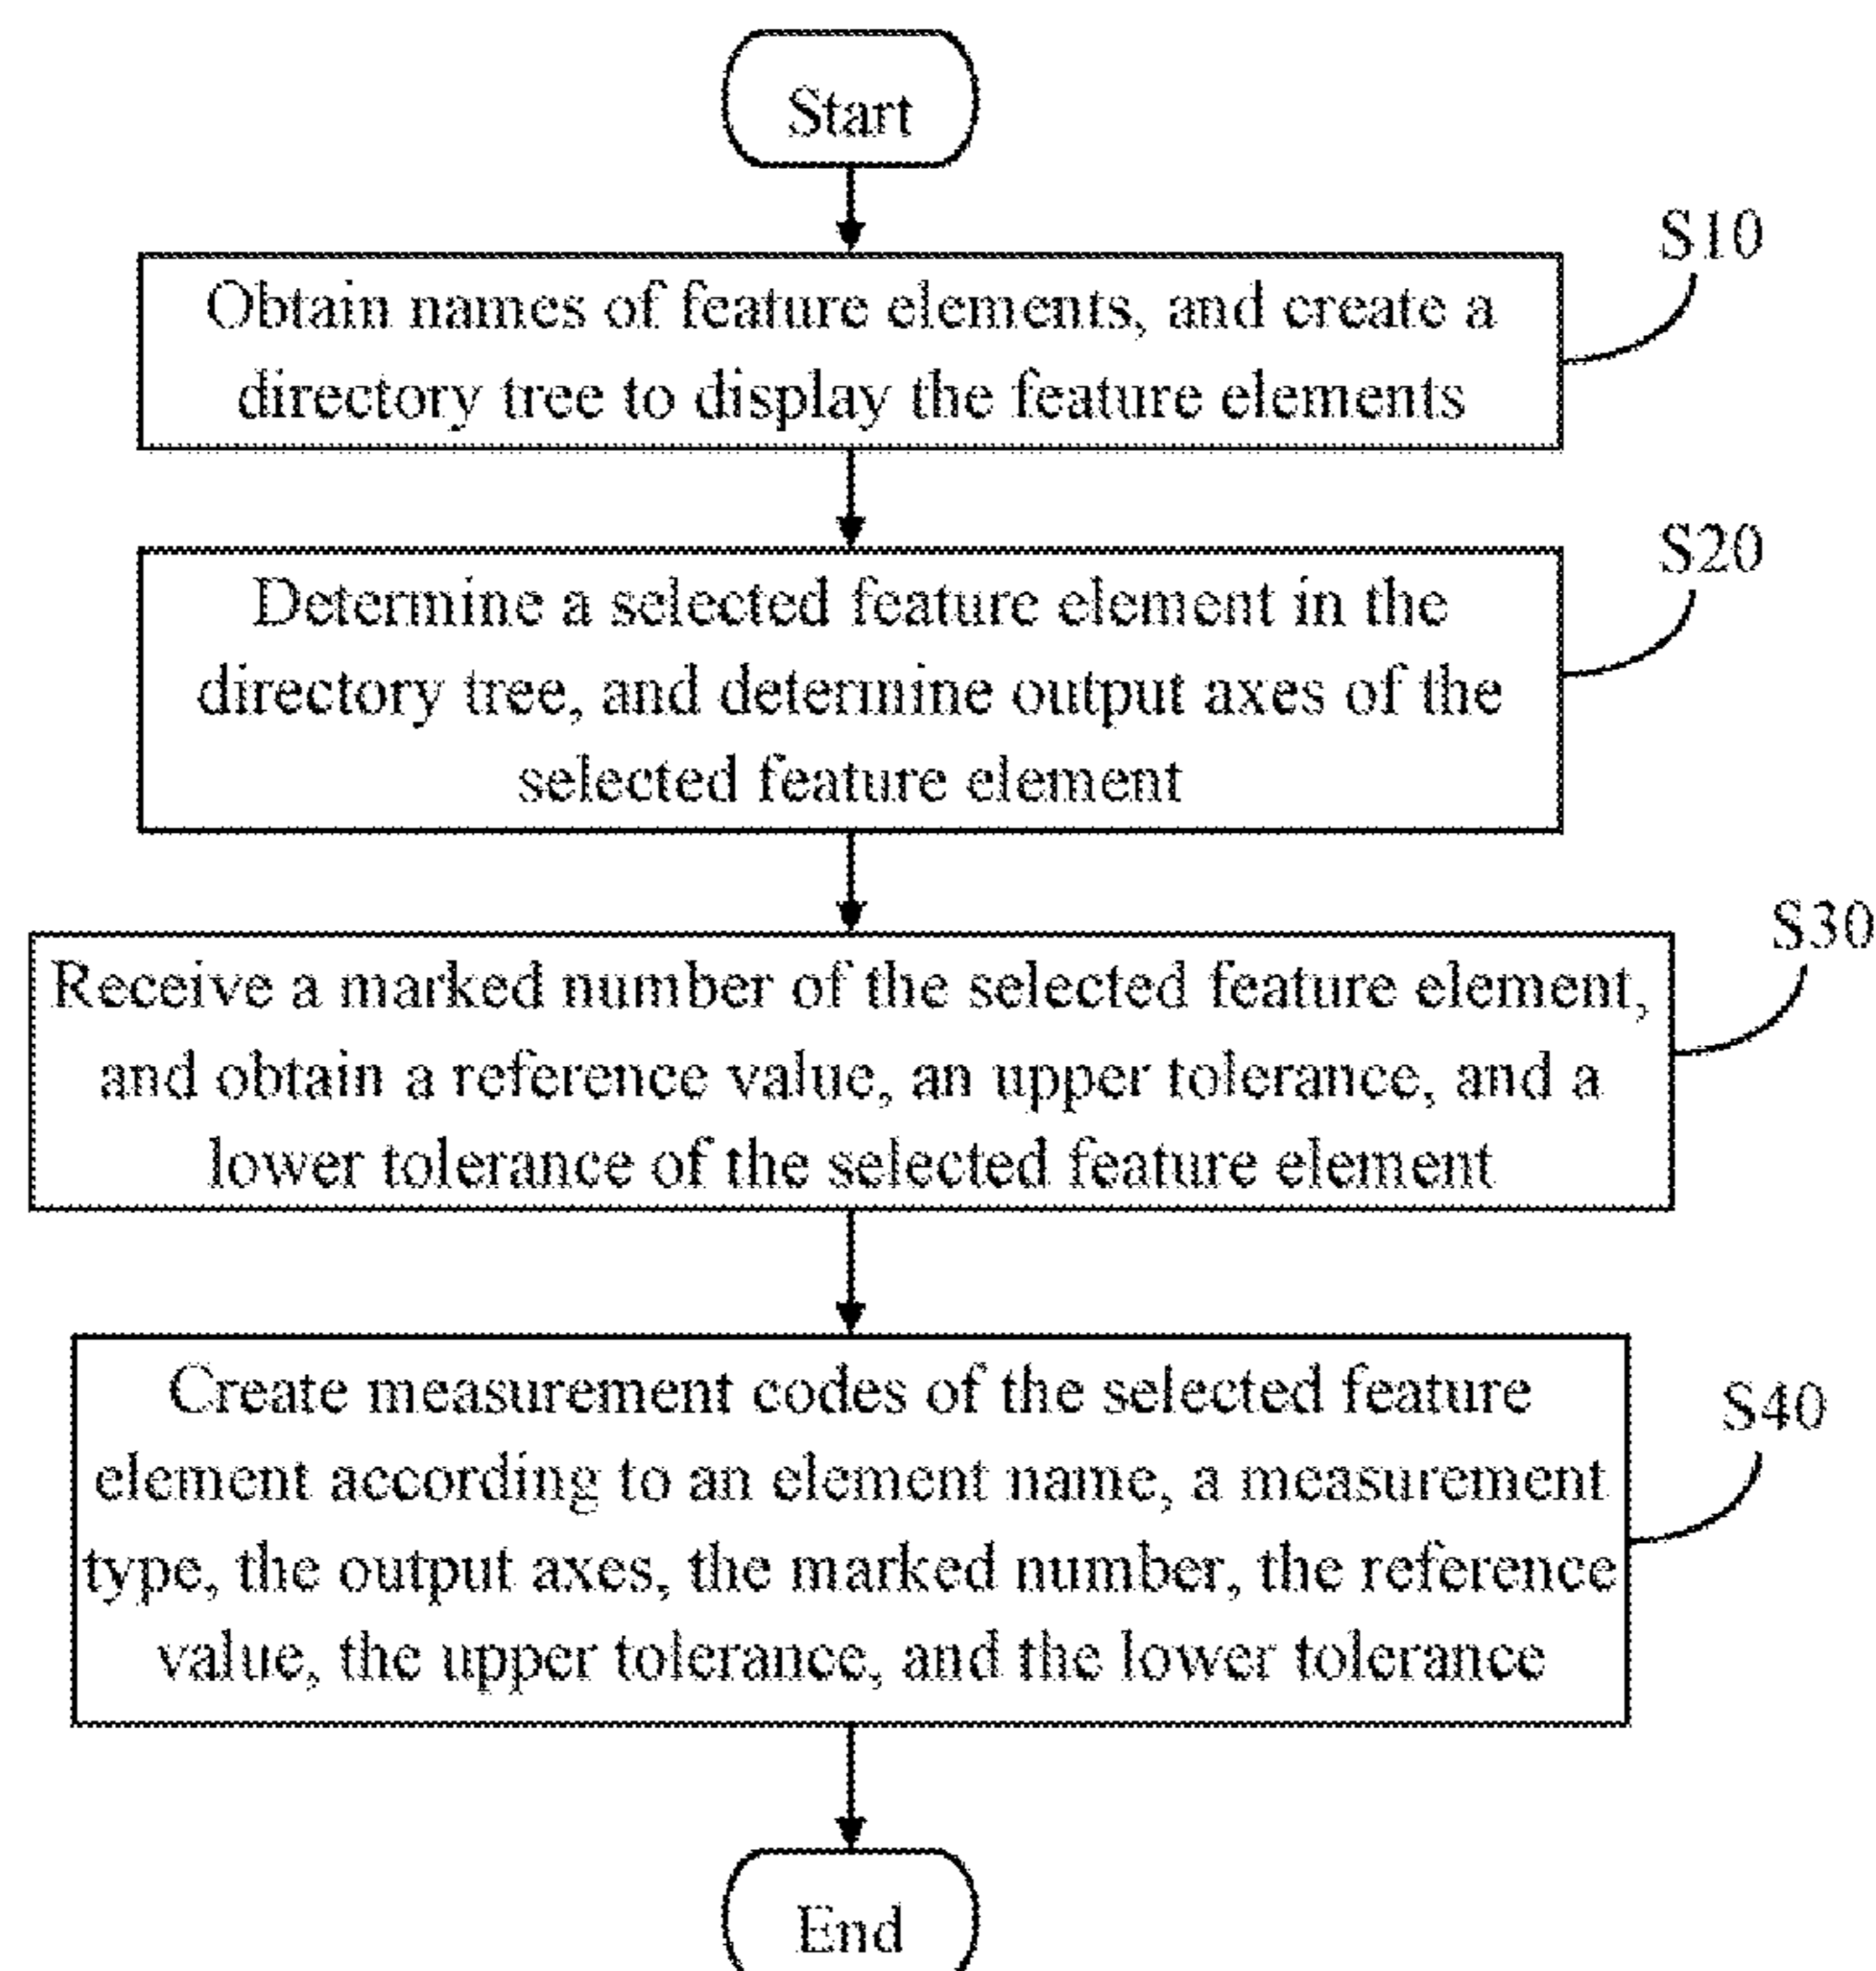 Start
S10
Obtain names of feature elements, and create a
directory tree to display the feature elements
S20
Determine a selected feature element in the
directory tree, and determine output axes of the
selected feature element
S30
Receive a marked number of the selected feature element,
and obtain a reference value, an upper tolerance, and a
lower tolerance of the selected feature element
S40
Create measurement codes of the selected feature
element according to an element name, a measurement
type, the output axes, the marked number, the reference
value, the upper tolerance, and the lower tolerance
End